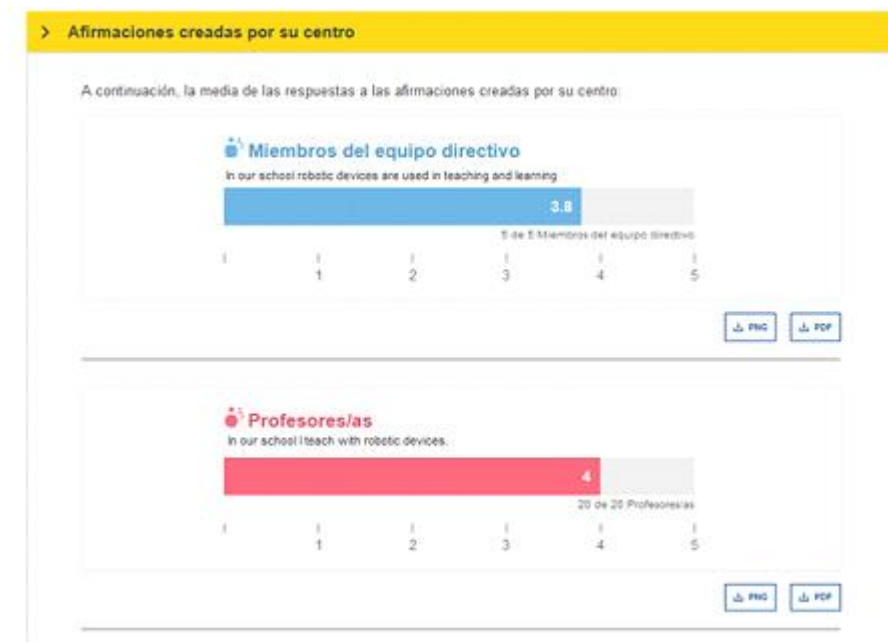 Afirmaciones creadas por su centro
A continuación, la media de las respuestas a las afirmaciones creadas por su centro:
Miembros del equipo directivo
In our school robotic devices are used in teaching and learning
3.8
5 de 5 Miembros del equipo directivo
1 2 3 4 5
PNG PDF
Profesores/as
In our school I teach with robotic devices.
4
20 de 20 Profesores/as
1 2 3 4 5
PNG PDF